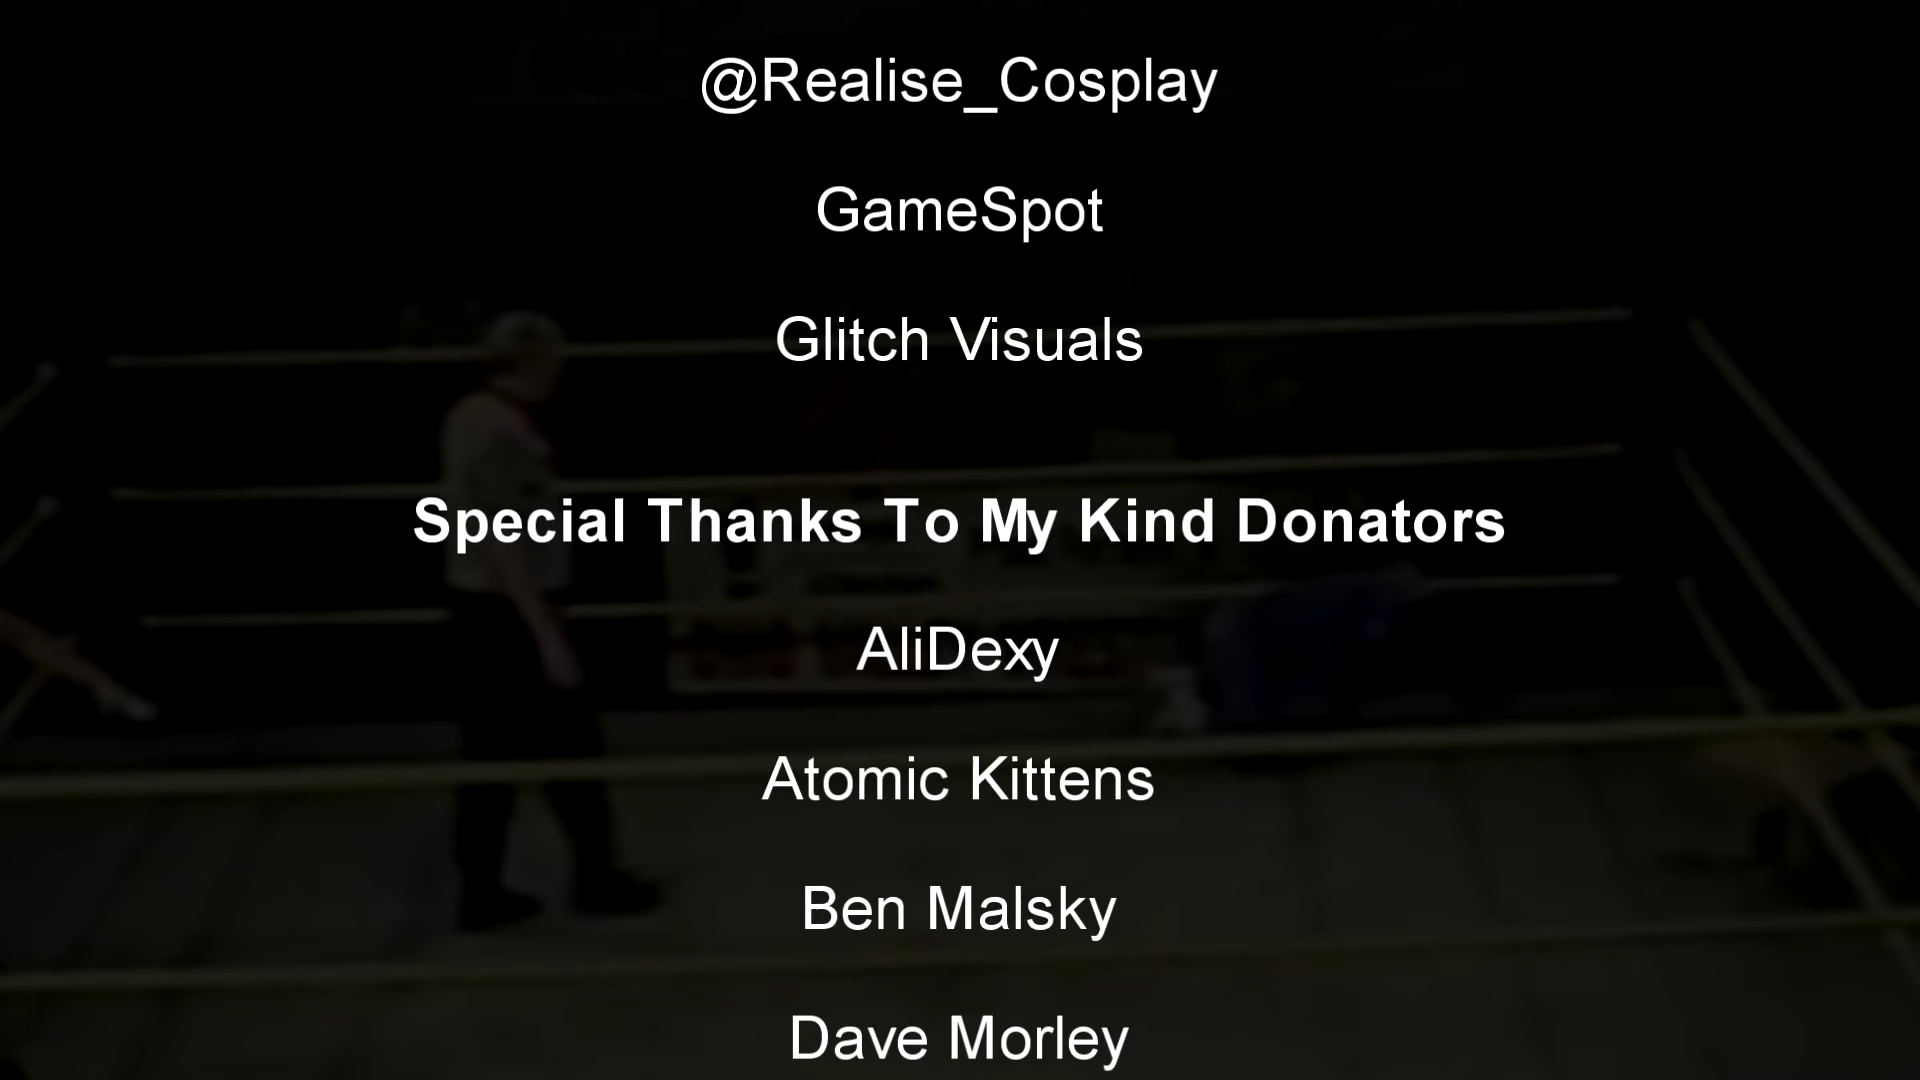 @Realise_Cosplay
GameSpot
Glitch Visuals
Special Thanks To My Kind Donators
AliDexy
Atomic Kittens
Ben Malsky
Dave Morley